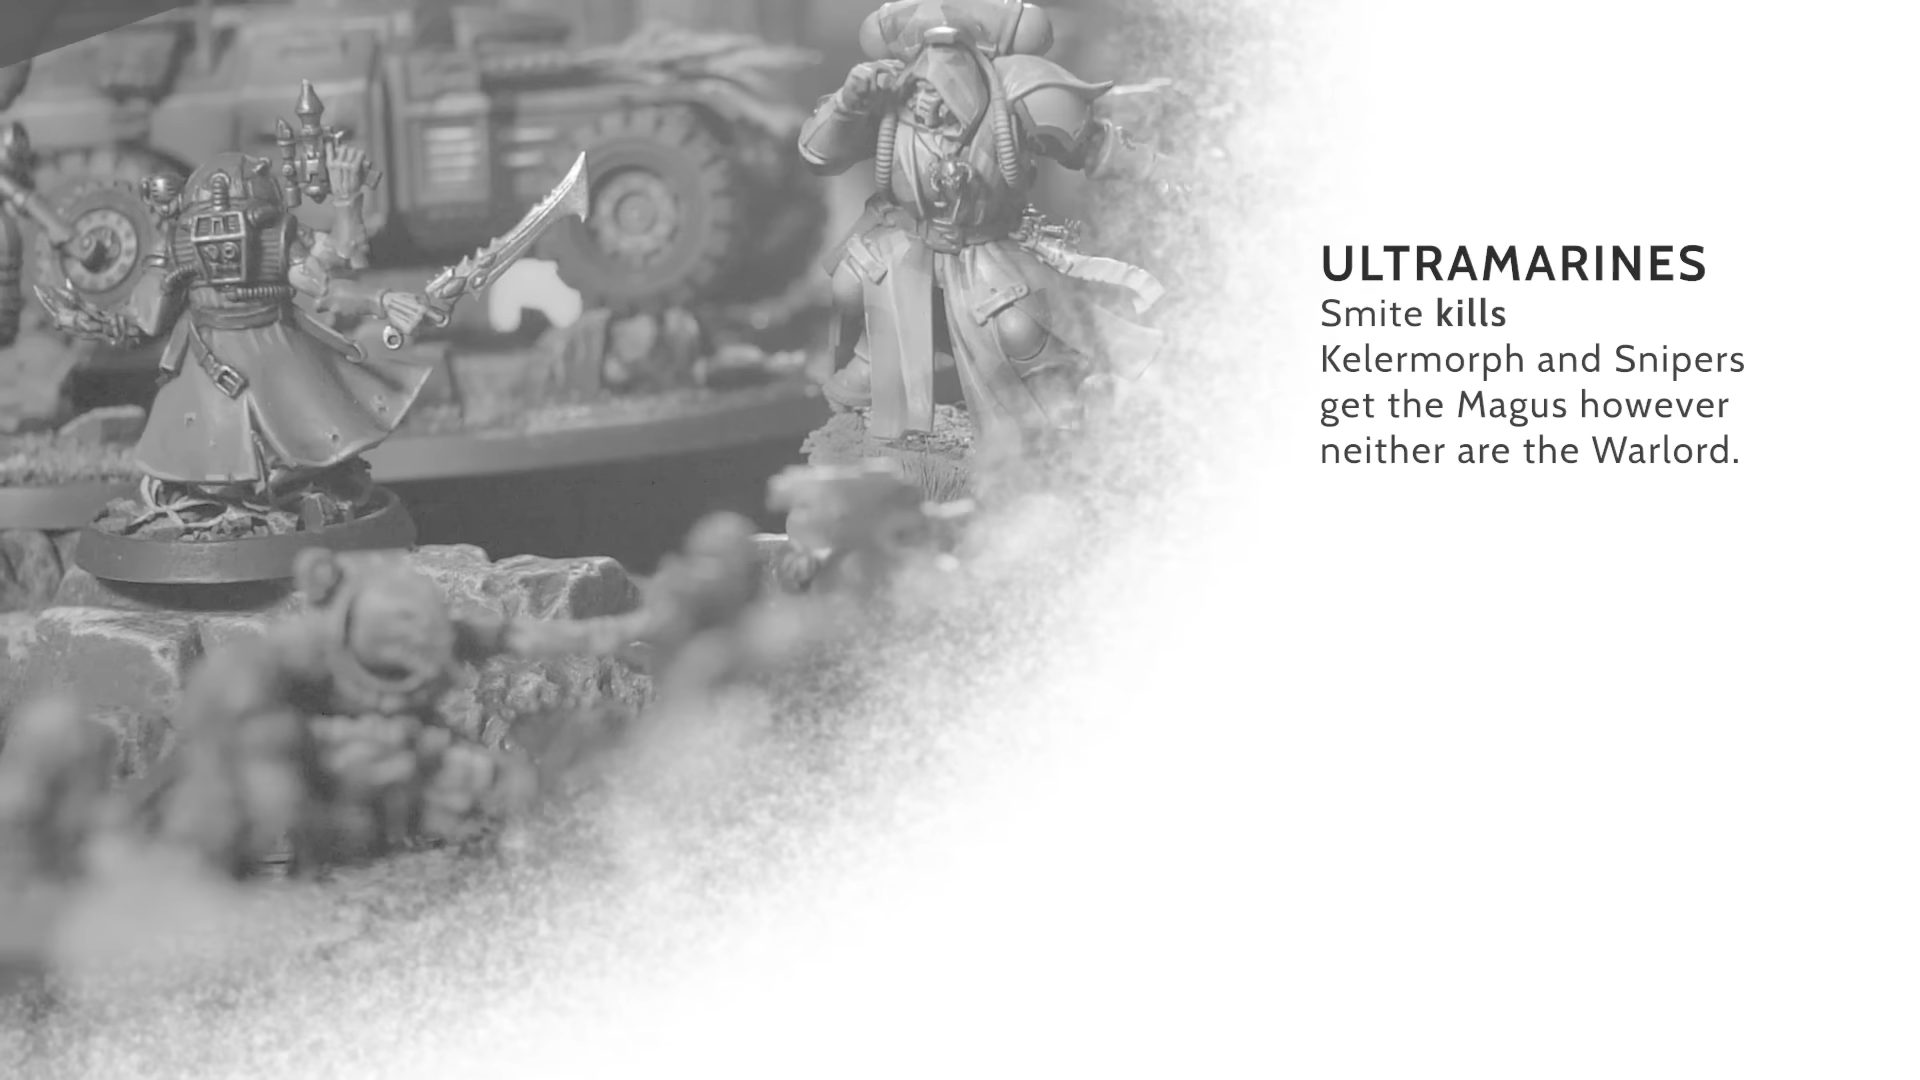 ULTRAMARINES
Smite kills
Kelermorph and Snipers
get the Magus however
neither are the Warlord.